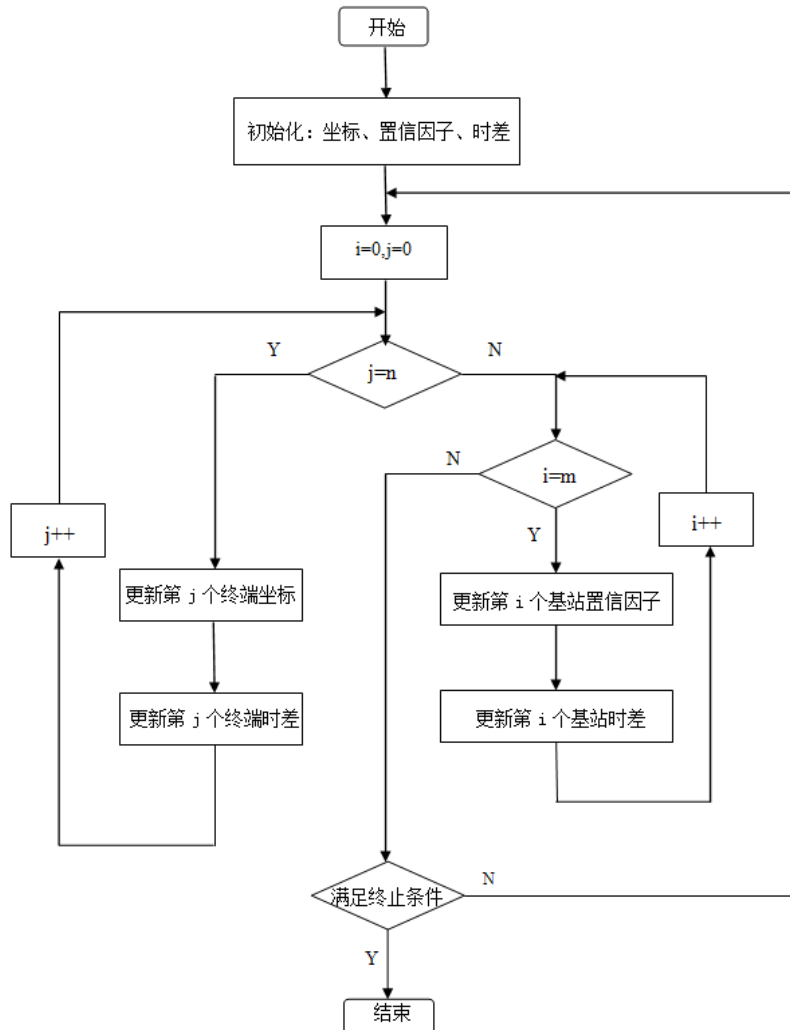 开始
初始化：坐标、置信因子、时差
i=0,j=0
Y
N
j=n
N
i=m
j++
i++
Y
更新第 j 个终端坐标
更新第 i 个基站置信因子
更新第 j 个终端时差
更新第 i 个基站时差
满足终止条件
N
Y
结束